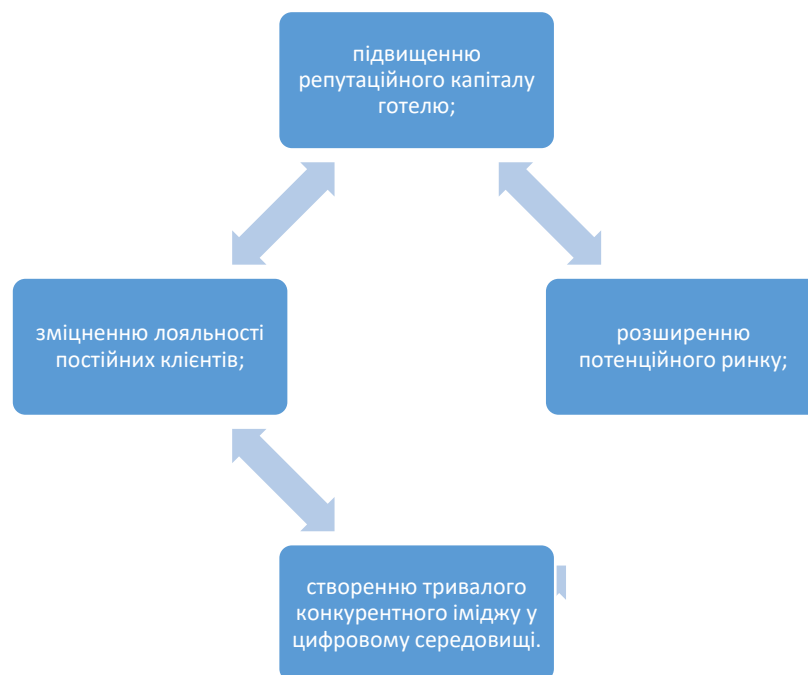 підвищенню
репутаційного капіталу
готелю;
зміцненню лояльності
постійних клієнтів;
розширенню
потенційного ринку;
створенню тривалого
конкурентного іміджу у
цифровому середовищі.